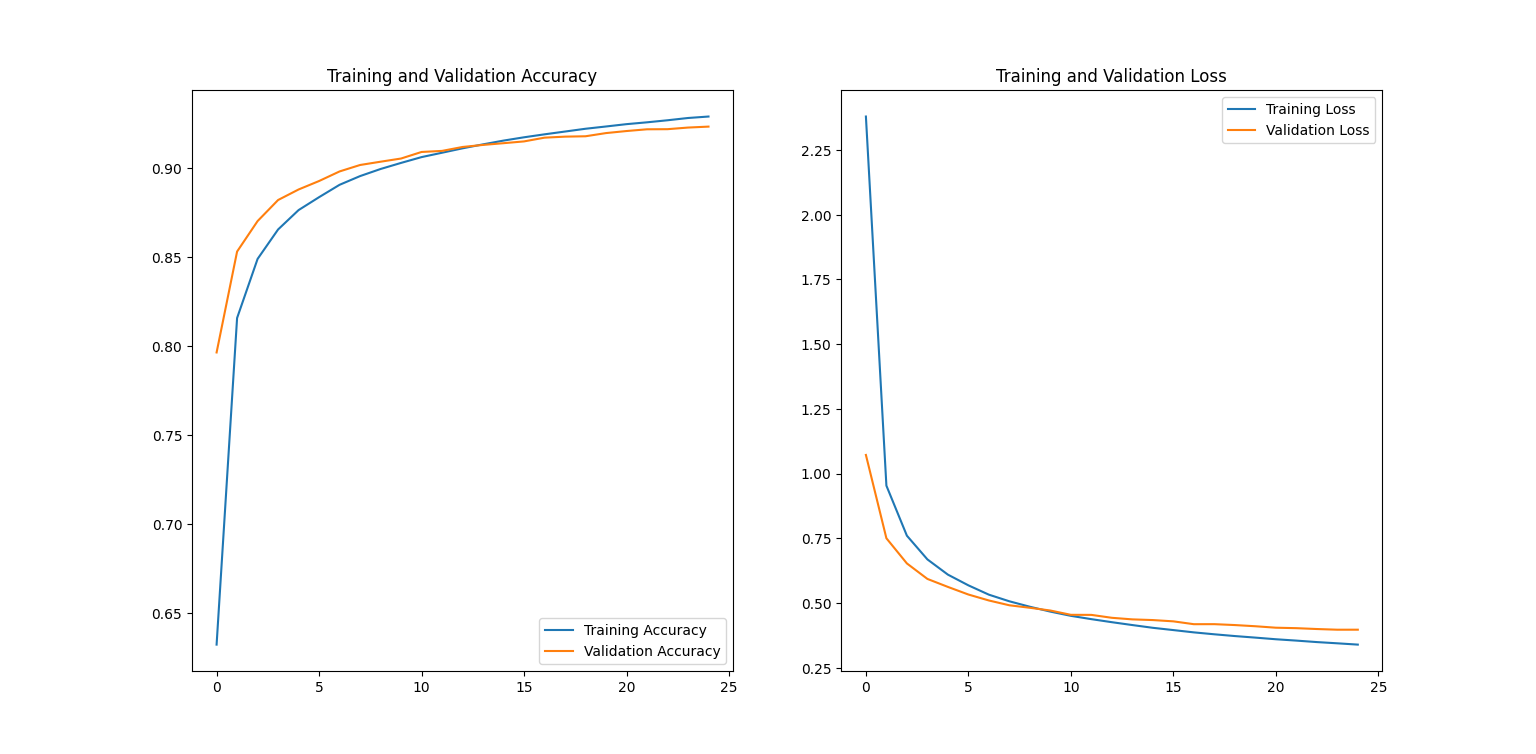 Training and Validation Accuracy
0.90
0.85
0.80
0.75
0.70
0.65
Training Accuracy
Validation Accuracy
0 5 10 15 20 25
Training and Validation Loss
Training Loss
Validation Loss
2.25
2.00
1.75
1.50
1.25
1.00
0.75
0.50
0.25
0 5 10 15 20 25